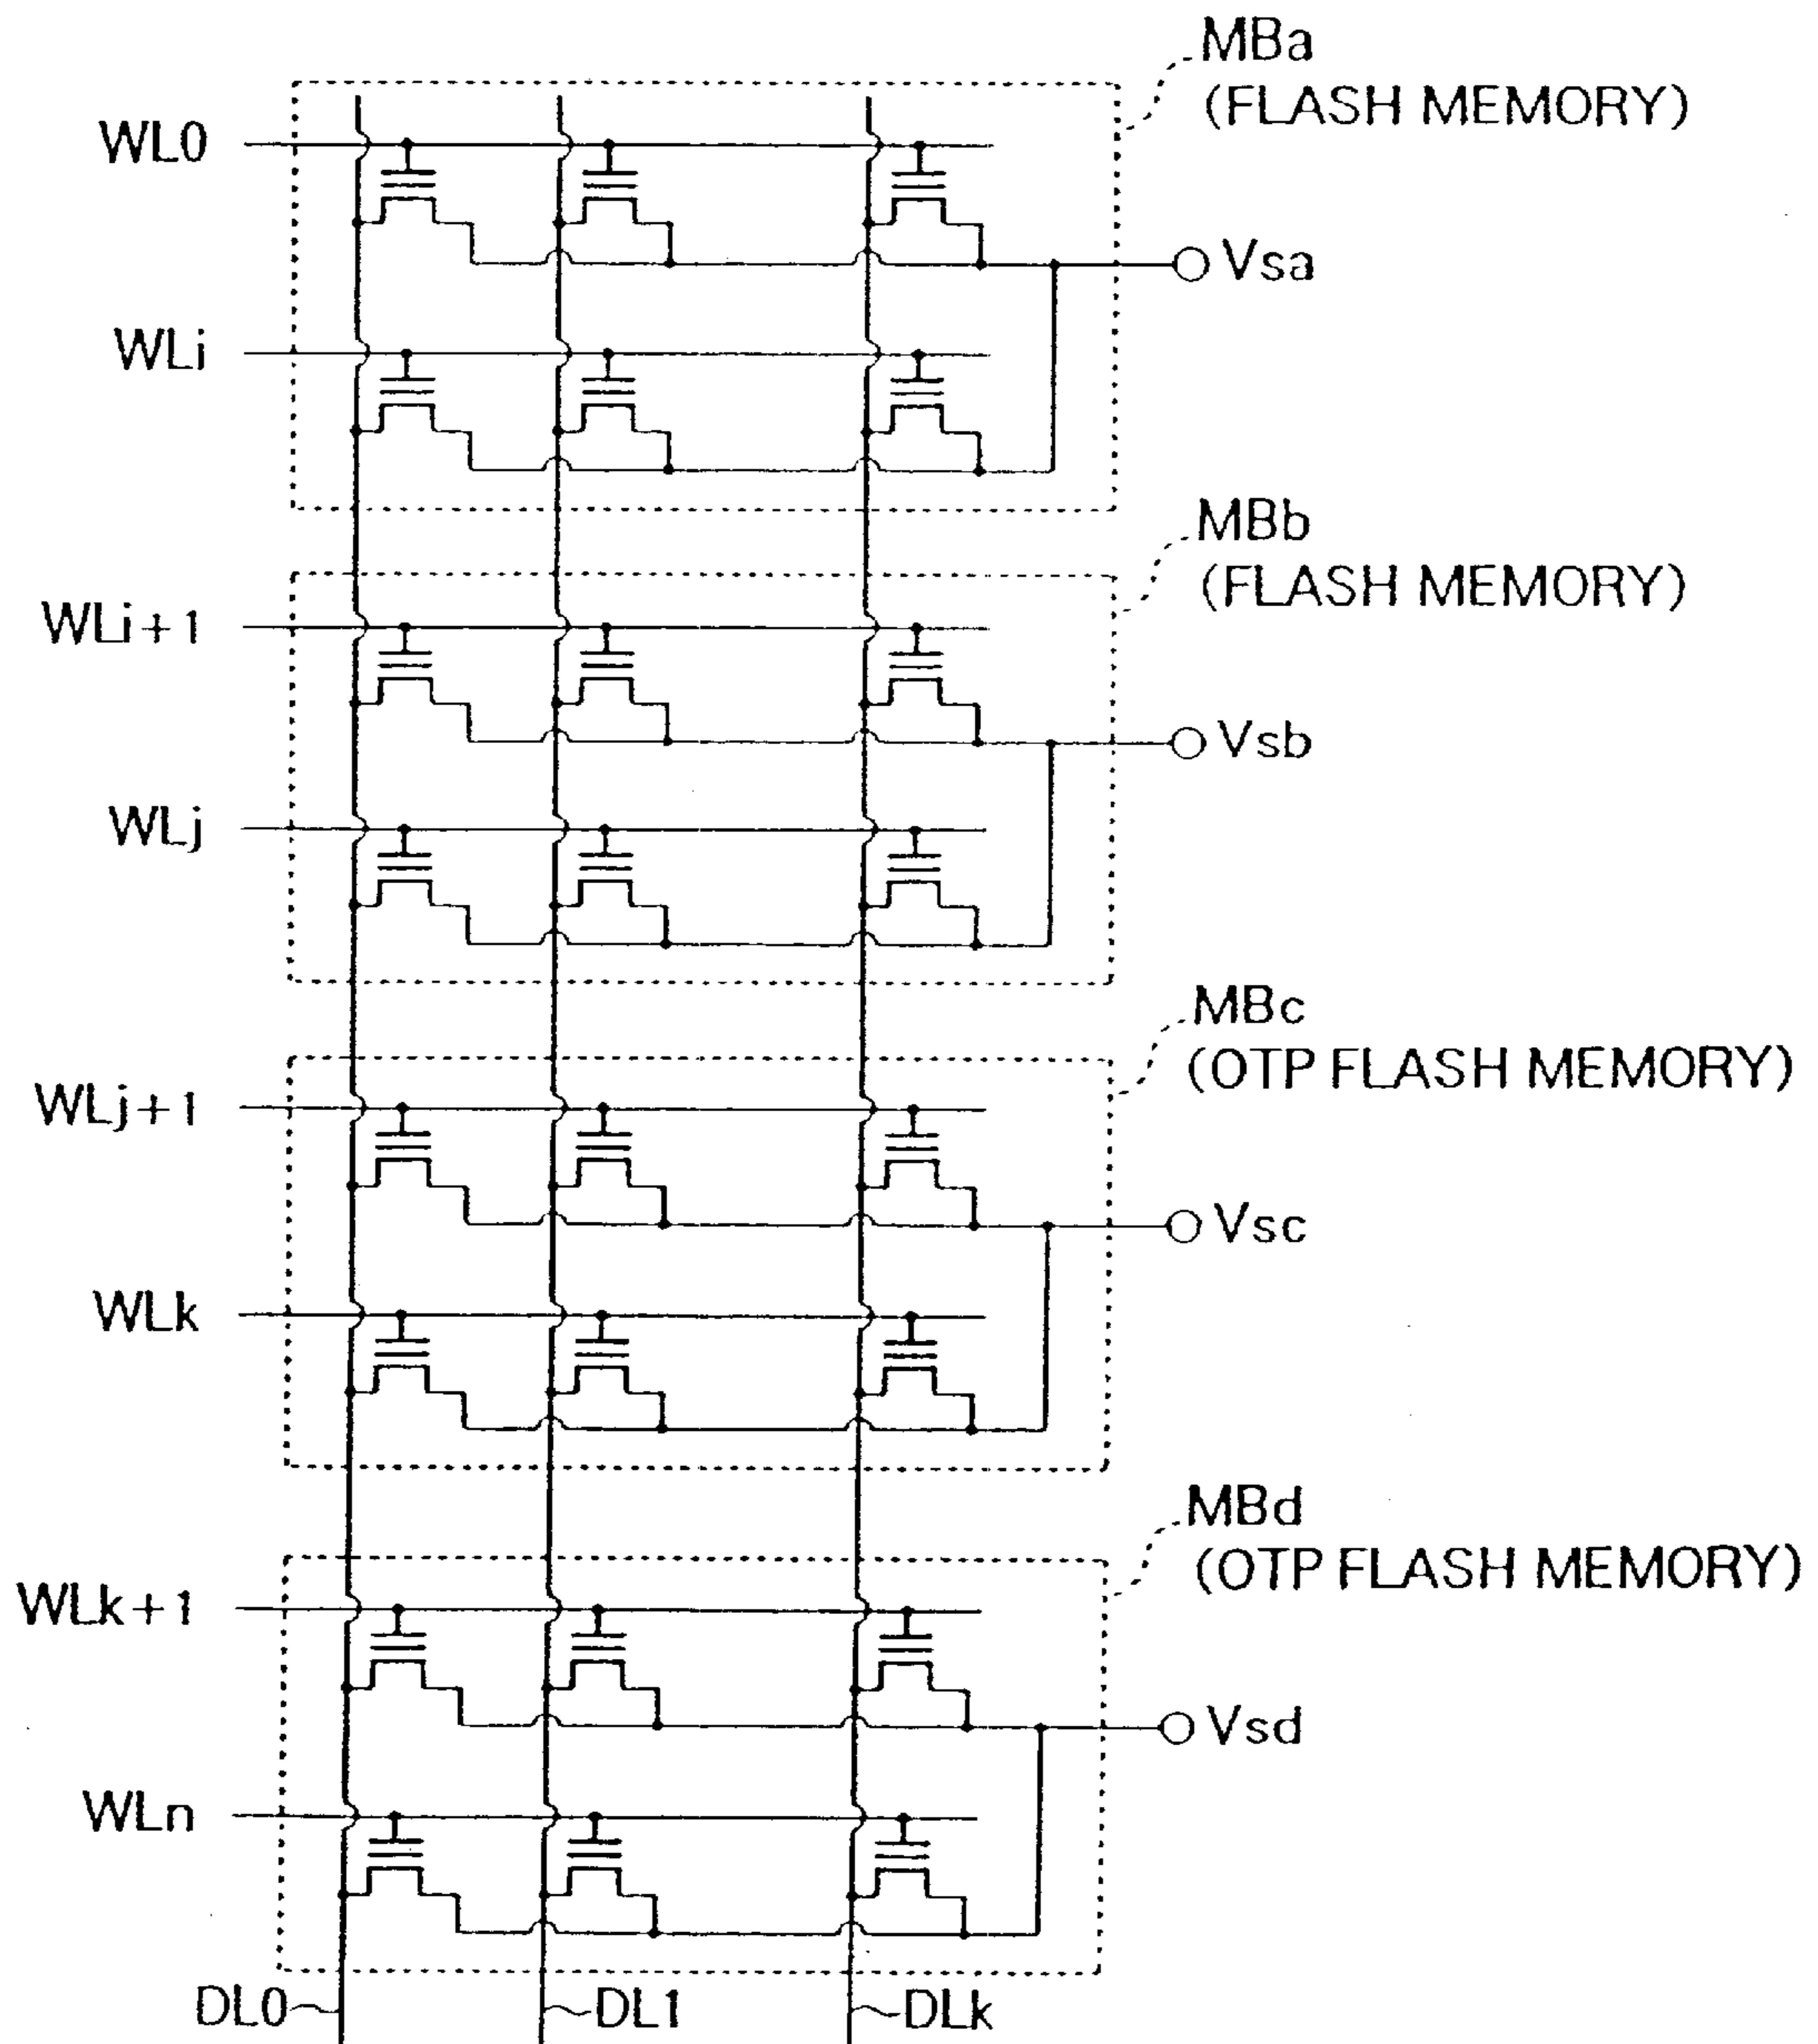 MBa
(FLASH MEMORY)
WL0
Vsa
WLi
MBb
(FLASH MEMORY)
WLi+1
Vsb
WLj
MBc
(OTP FLASH MEMORY)
WLj+1
Vsc
WLk
MBd
(OTP FLASH MEMORY)
WLk+1
Vsd
WLn
DL0
DL1
DLk